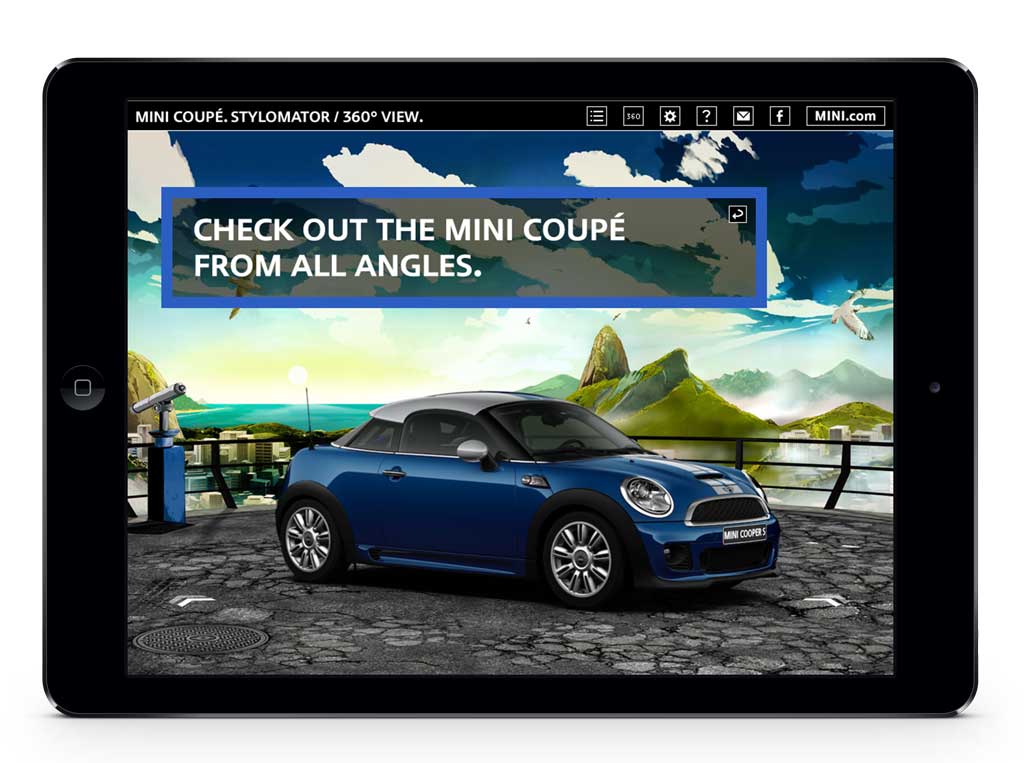 MINI COUPÉ. STYLOMATOR / 360° VIEW.
360
?
f
MINI.com
CHECK OUT THE MINI COUPÉ
FROM ALL ANGLES.
MINI COOPER S